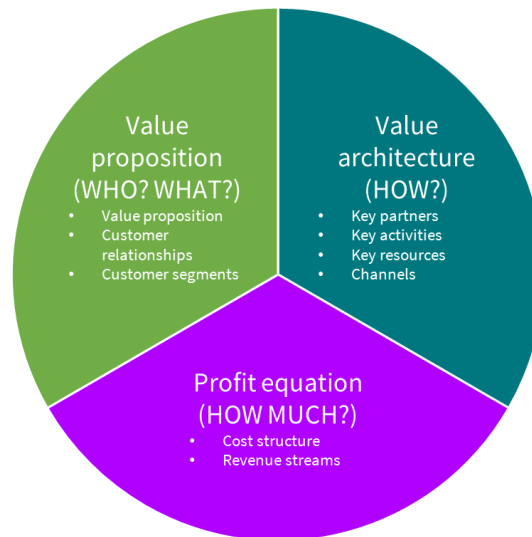 Value
proposition
(WHO? WHAT?)
• Value proposition
• Customer
relationships
• Customer segments
Value
architecture
(HOW?)
• Key partners
• Key activities
• Key resources
• Channels
Profit equation
(HOW MUCH?)
• Cost structure
• Revenue streams